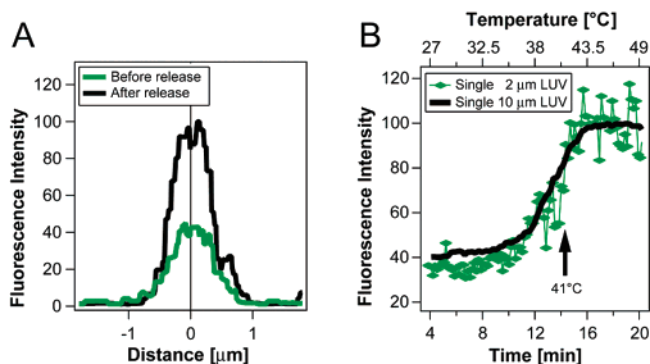 A
Before release
After release
Fluorescence Intensity
120
100
80
60
40
20
0
-1
0
1
Distance [μm]
B
Temperature [°C]
27 32.5 38 43.5 49
Single 2 μm LUV
Single 10 μm LUV
Fluorescence Intensity
120
100
80
60
40
20
41°C
4 8 12 16 20
Time [min]